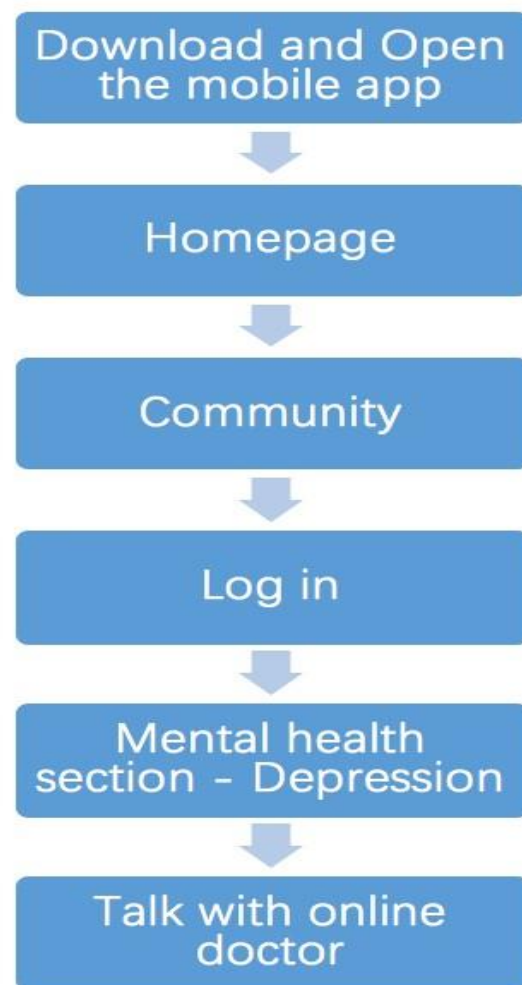 Download and Open
the mobile app
Homepage
Community
Log in
Mental health
section - Depression
Talk with online
doctor